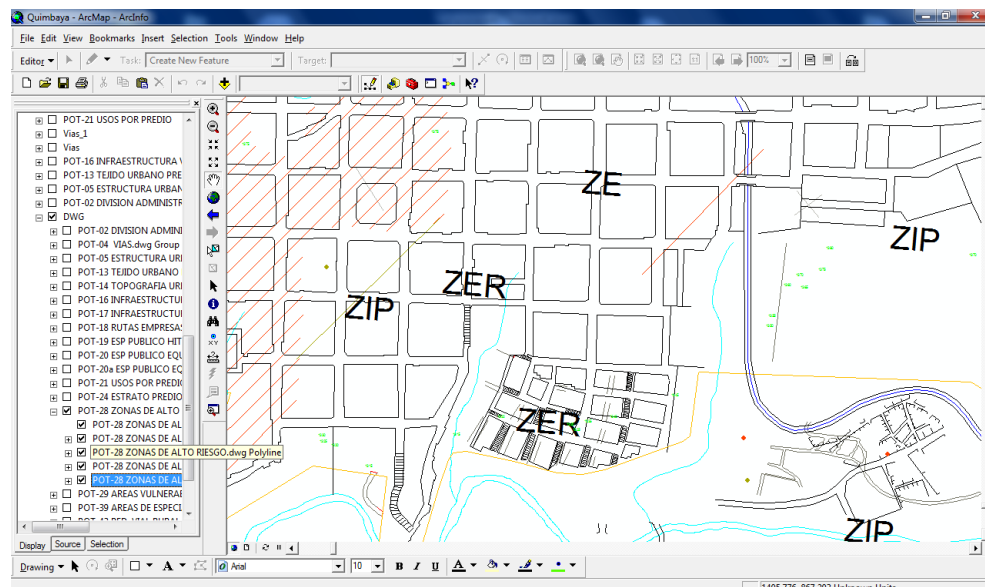 Quimbaya - ArcMap - ArcInfo
File Edit View Bookmarks Insert Selection Tools Window Help
Editor Task: Create New Feature Target: 100%
POT-21 USOS POR PREDIO
Vias_1
Vias
POT-16 INFRAESTRUCTURA
POT-13 TEJIDO URBANO PRE
POT-05 ESTRUCTURA URBAN
POT-02 DIVISION ADMINISTR
DWG
POT-02 DIVISION ADMINI
POT-04 VIAS.dwg Group
POT-05 ESTRUCTURA URI
POT-13 TEJIDO URBANO
POT-14 TOPOGRAFIA URI
POT-16 INFRAESTRUCTUI
POT-17 INFRAESTRUCTUI
POT-18 RUTAS EMPRESAS
POT-19 ESP PUBLICO HIT
POT-20 ESP PUBLICO EQU
POT-20a ESP PUBLICO EQ
POT-21 USOS POR PREDIO
POT-24 ESTRATO PREDIO
POT-28 ZONAS DE ALTO
POT-28 ZONAS DE AL
POT-28 ZONAS DE AL
POT-28 ZONAS DE ALTO RIESGO.dwg Polyline
POT-28 ZONAS DE AL
POT-28 ZONAS DE AL
POT-29 AREAS VULNERAE
POT-39 AREAS DE ESPECI
ZE
ZIP
ZER
ZIP
ZER
ZIP
Display Source Selection
Drawing A Arial 10 B I U A
1405,776 867,293 Unknown Units